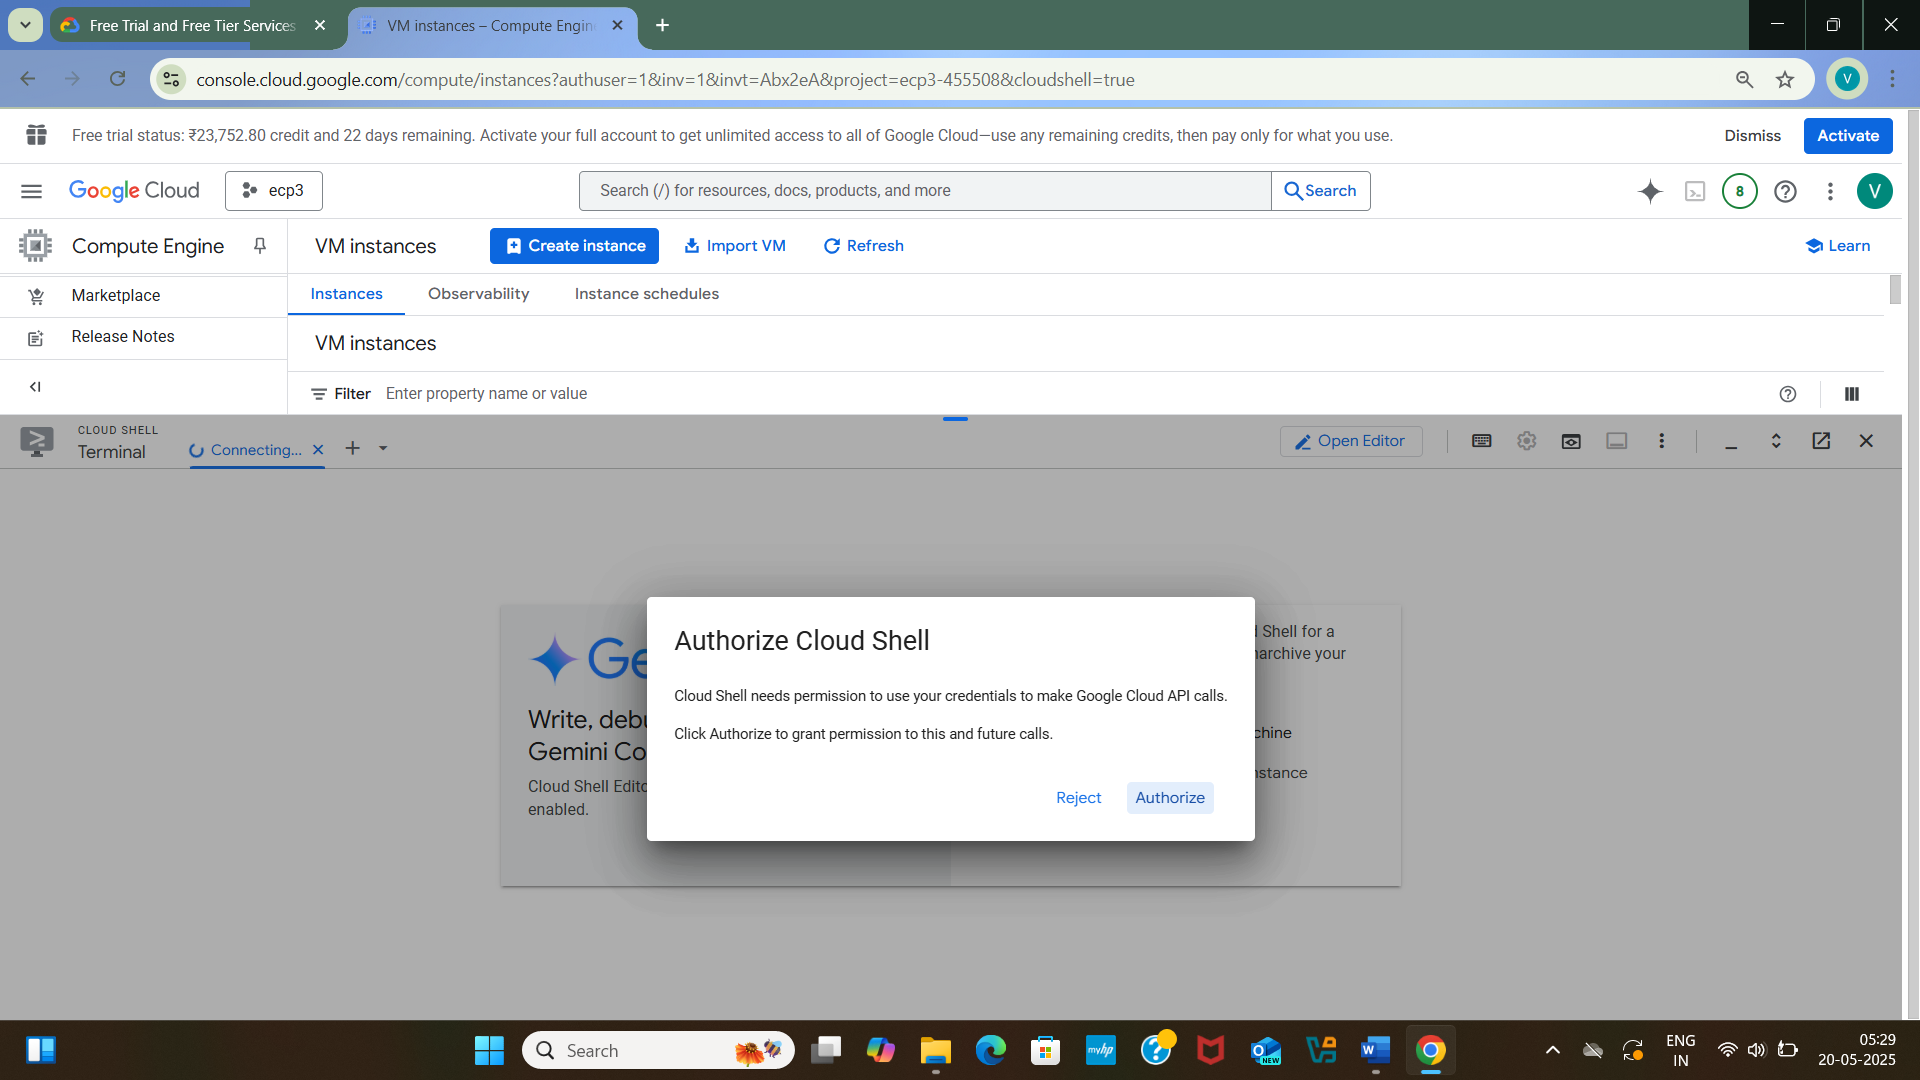 Free Trial and Free Tier Services
VM instances – Compute Engin
console.cloud.google.com/compute/instances?authuser=1&inv=1&invt=Abx2eA&project=ecp3-455508&cloudshell=true
V
Free trial status: ₹23,752.80 credit and 22 days remaining. Activate your full account to get unlimited access to all of Google Cloud—use any remaining credits, then pay only for what you use.
Dismiss
Activate
Google Cloud
ecp3
Search (/) for resources, docs, products, and more
Search
8
V
Compute Engine
VM instances
Create instance
Import VM
Refresh
Learn
Marketplace
Instances
Observability
Instance schedules
Release Notes
VM instances
Filter
Enter property name or value
CLOUD SHELL
Terminal
Connecting...
Open Editor
Authorize Cloud Shell
Cloud Shell needs permission to use your credentials to make Google Cloud API calls.
Click Authorize to grant permission to this and future calls.
Reject
Authorize
Ge
Write, debu
Gemini Co
Cloud Shell Edito
enabled.
Shell for a
narchive your
chine
nstance
Search
myhp
NEW
W
ENG
IN
05:29
20-05-2025